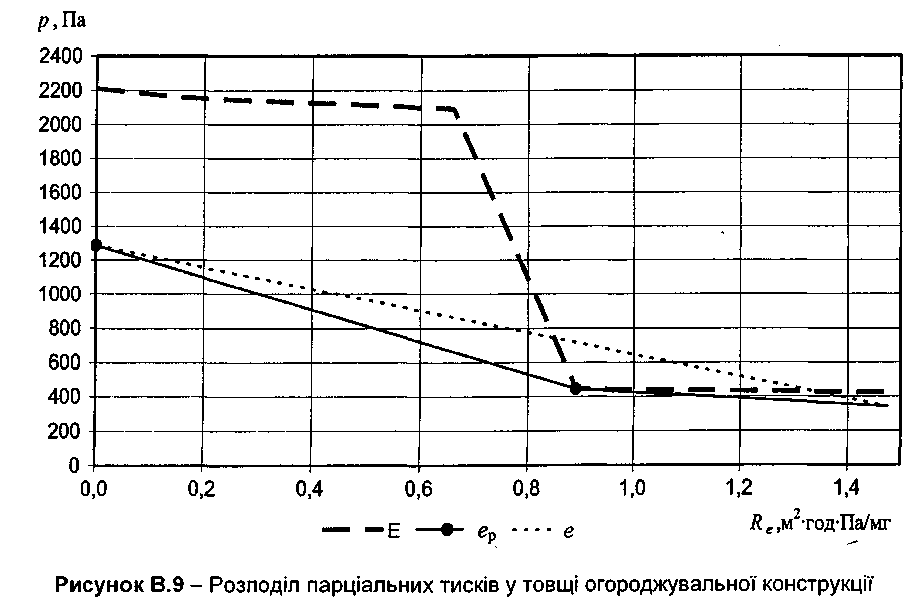 p, Па
2400
2200
2000
1800
1600
1400
1200
1000
800
600
400
200
0
0,0 0,2 0,4 0,6 0,8 1,0 1,2 1,4
R e ,м²·год·Па/мг
E eр e
Рисунок В.9 – Розподіл парціальних тисків у товщі огороджувальної конструкції